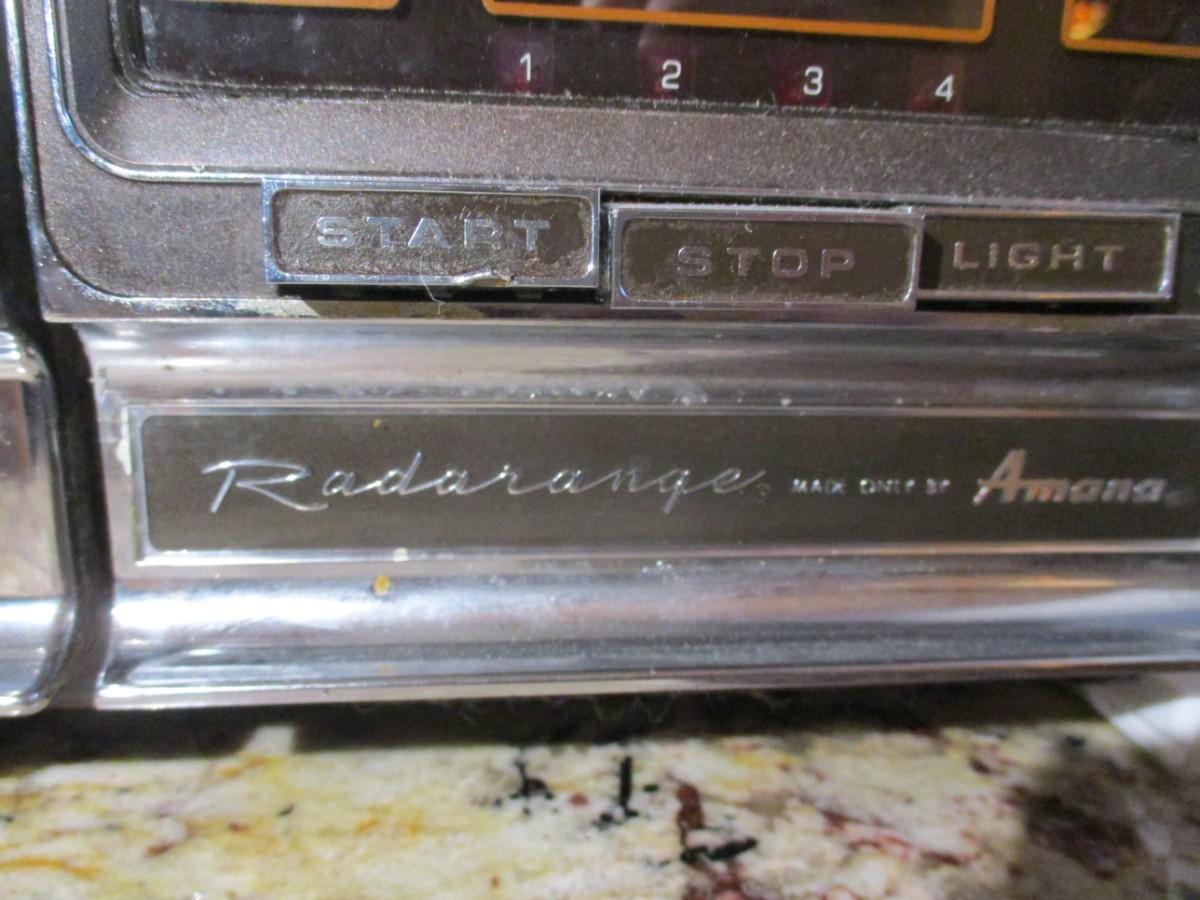 1 2 3 4
START STOP LIGHT
Radarange® MADE ONLY BY Amana®